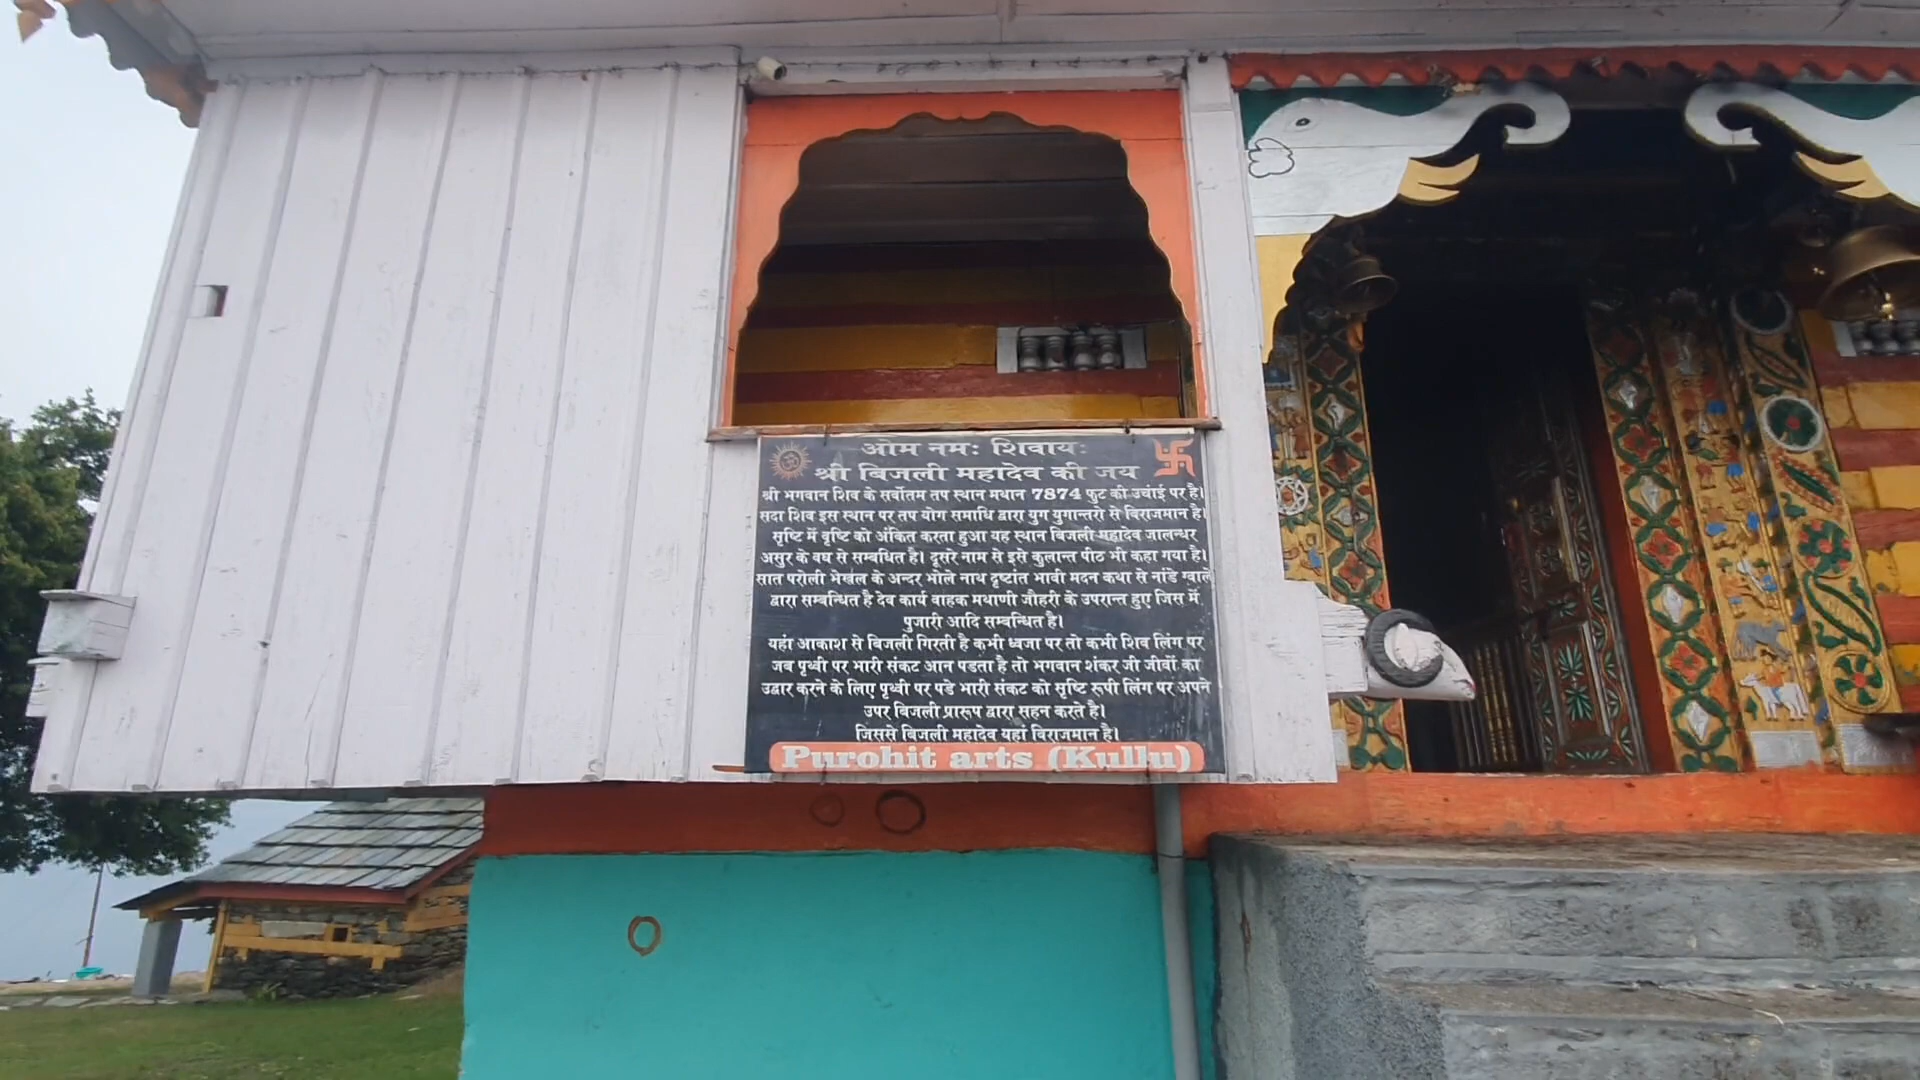 ओम नमः शिवायः
श्री बिजली महादेव की जय
श्री भगवान शिव के सर्वोतम तप स्थान मथान 7874 फुट की उचांई पर है।
सदा शिव इस स्थान पर तप योग समाधि द्वारा युग युगान्तरो से विराजमान है।
सृष्टि में वृष्टि को अंकित करता हुआ यह स्थान बिजली महादेव जालन्धर
असुर के वध से सम्बधित है। दूसरे नाम से इसे कुलान्त पीठ भी कहा गया है।
सात परोली भेखल के अन्दर भोले नाथ दृष्टांत भावी मदन कथा से नांडे ग्वाले
द्वारा सम्बन्धित है देव कार्य वाहक मथाणी जौहरी के उपरान्त हुए जिस में
पुजारी आदि सम्बन्धित है।
यहां आकाश से बिजली गिरती है कभी ध्वजा पर तो कभी शिव लिंग पर
जब पृथ्वी पर भारी संकट आन पडता है तो भगवान शंकर जी जीवों का
उद्वार करने के लिए पृथ्वी पर पडे भारी संकट को सृष्टि रूपी लिंग पर अपने
उपर बिजली प्रारूप द्वारा सहन करते है।
जिससे बिजली महादेव यहां विराजमान है।
Purohit arts (Kullu)